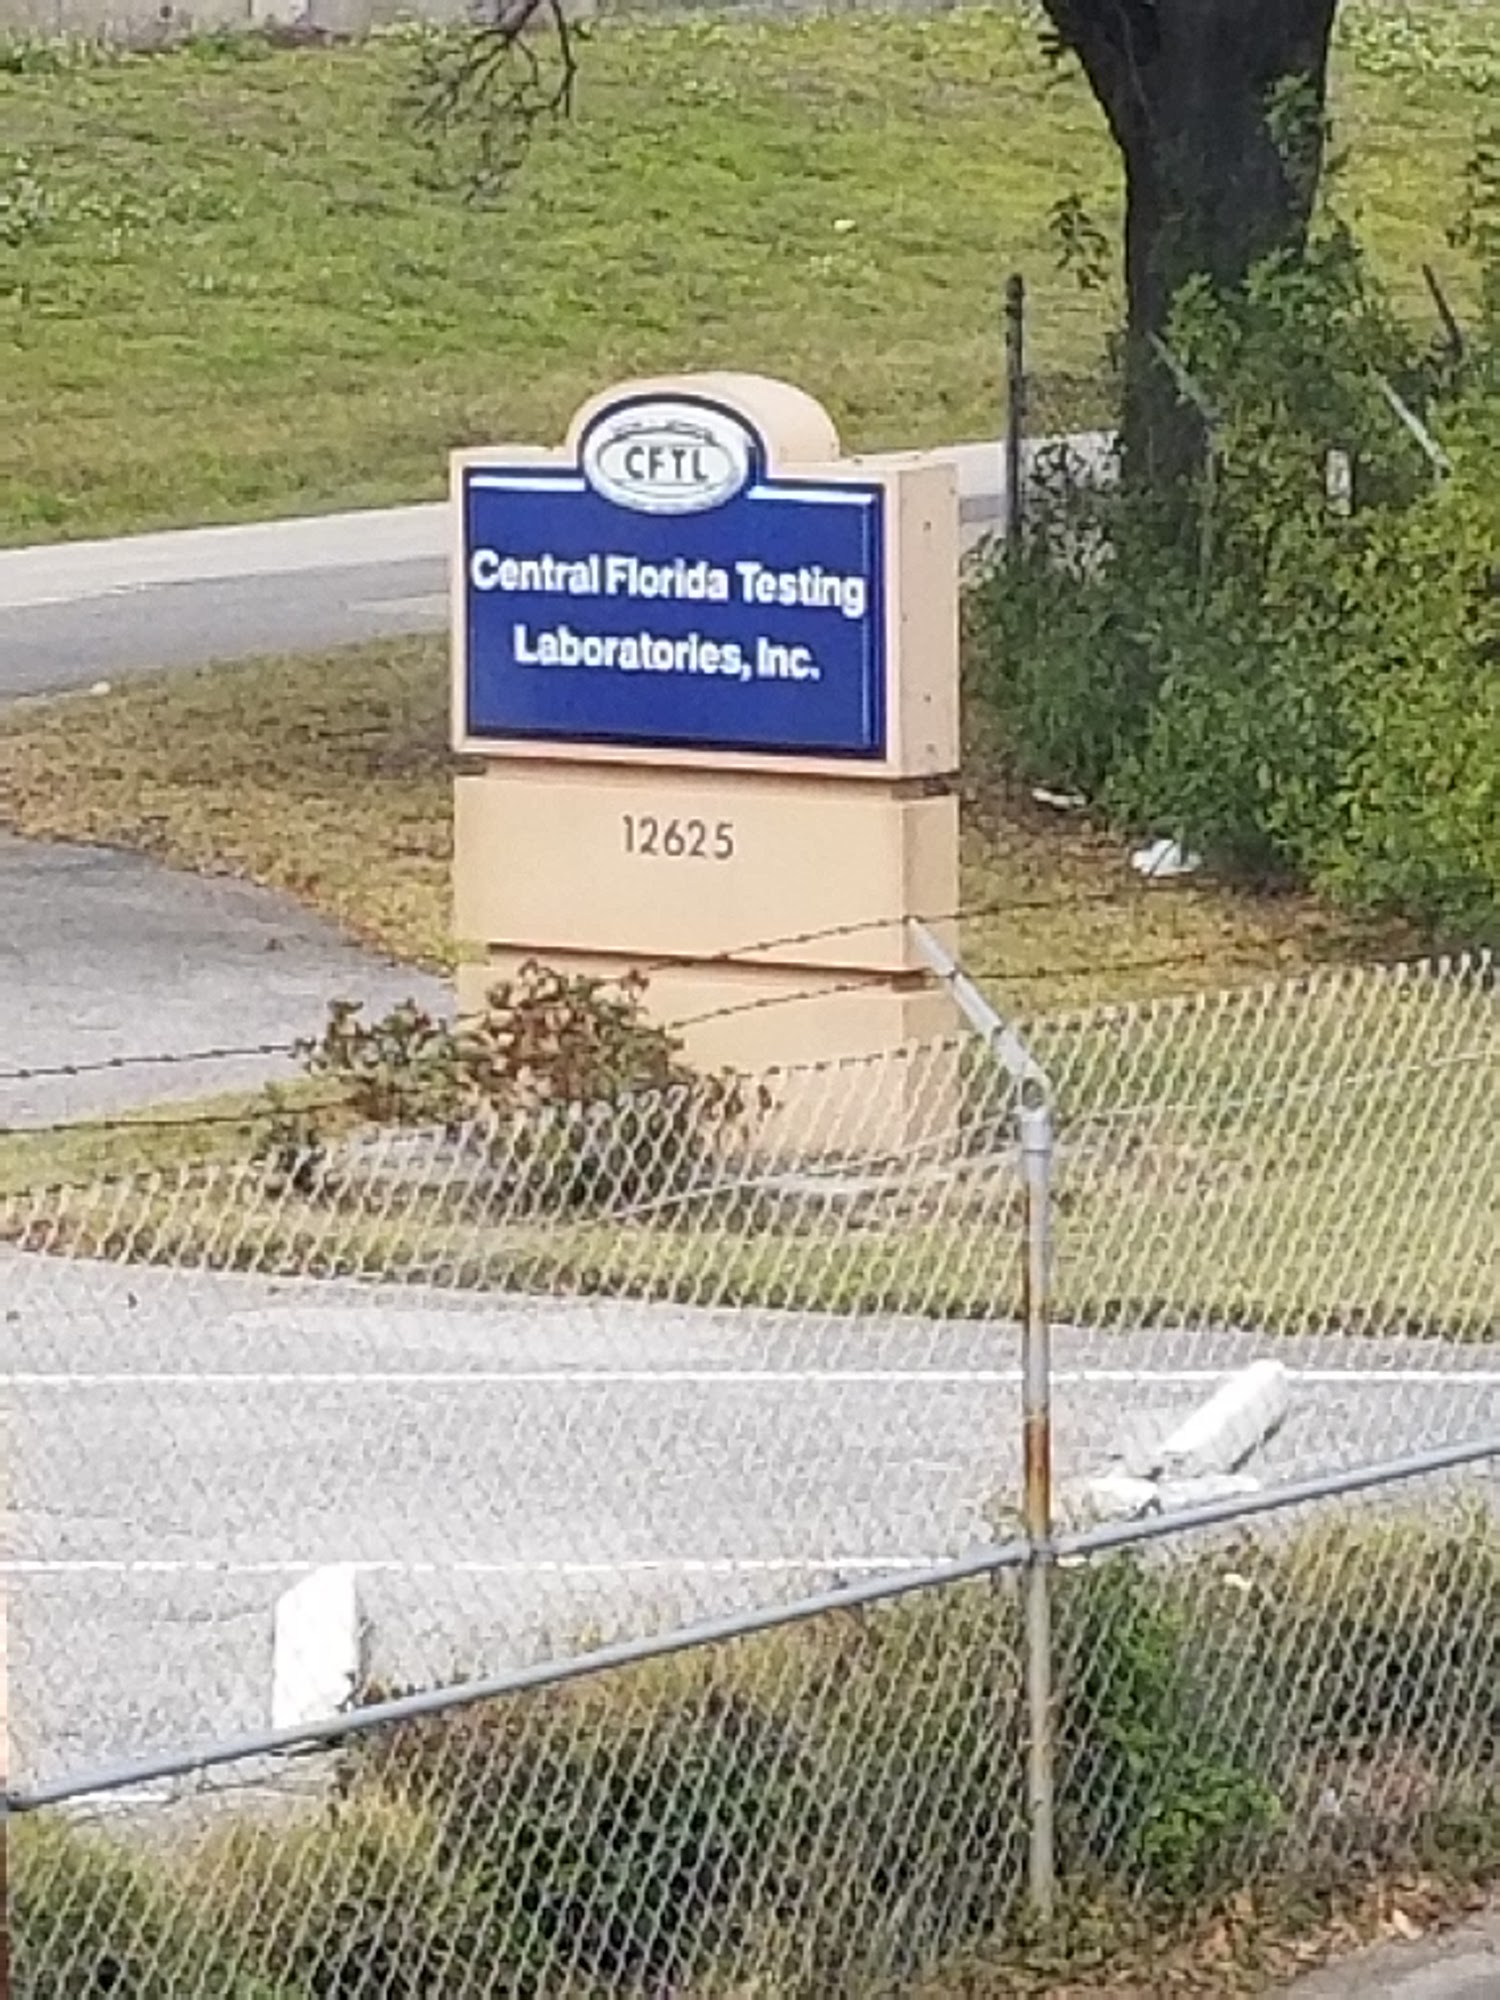 CFTL
Central Florida Testing
Laboratories, Inc.
12625